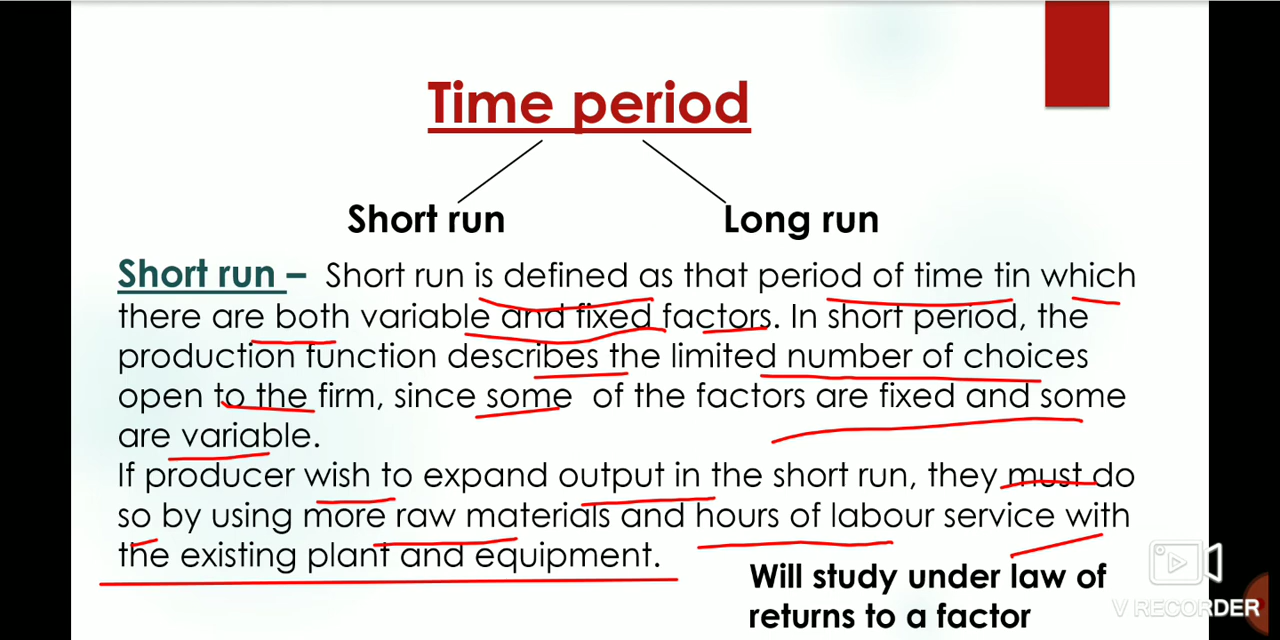 Time period
Short run Long run
Short run – Short run is defined as that period of time tin which
there are both variable and fixed factors. In short period, the
production function describes the limited number of choices
open to the firm, since some of the factors are fixed and some
are variable.
If producer wish to expand output in the short run, they must do
so by using more raw materials and hours of labour service with
the existing plant and equipment.
Will study under law of
returns to a factor
V RECORDER